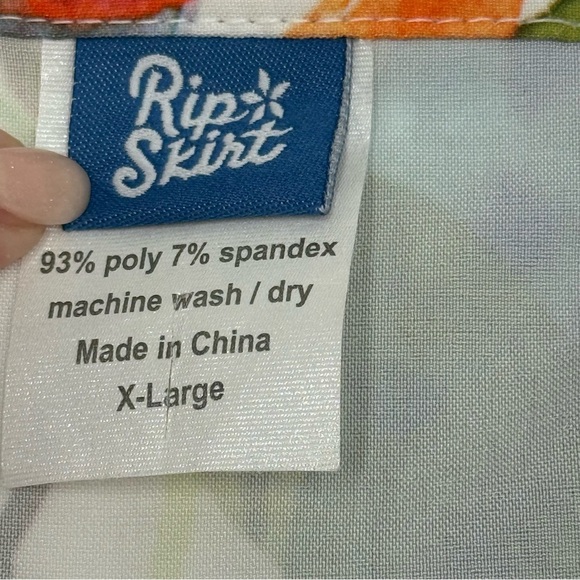 Rip
Skirt
93% poly 7% spandex
machine wash / dry
Made in China
X-Large